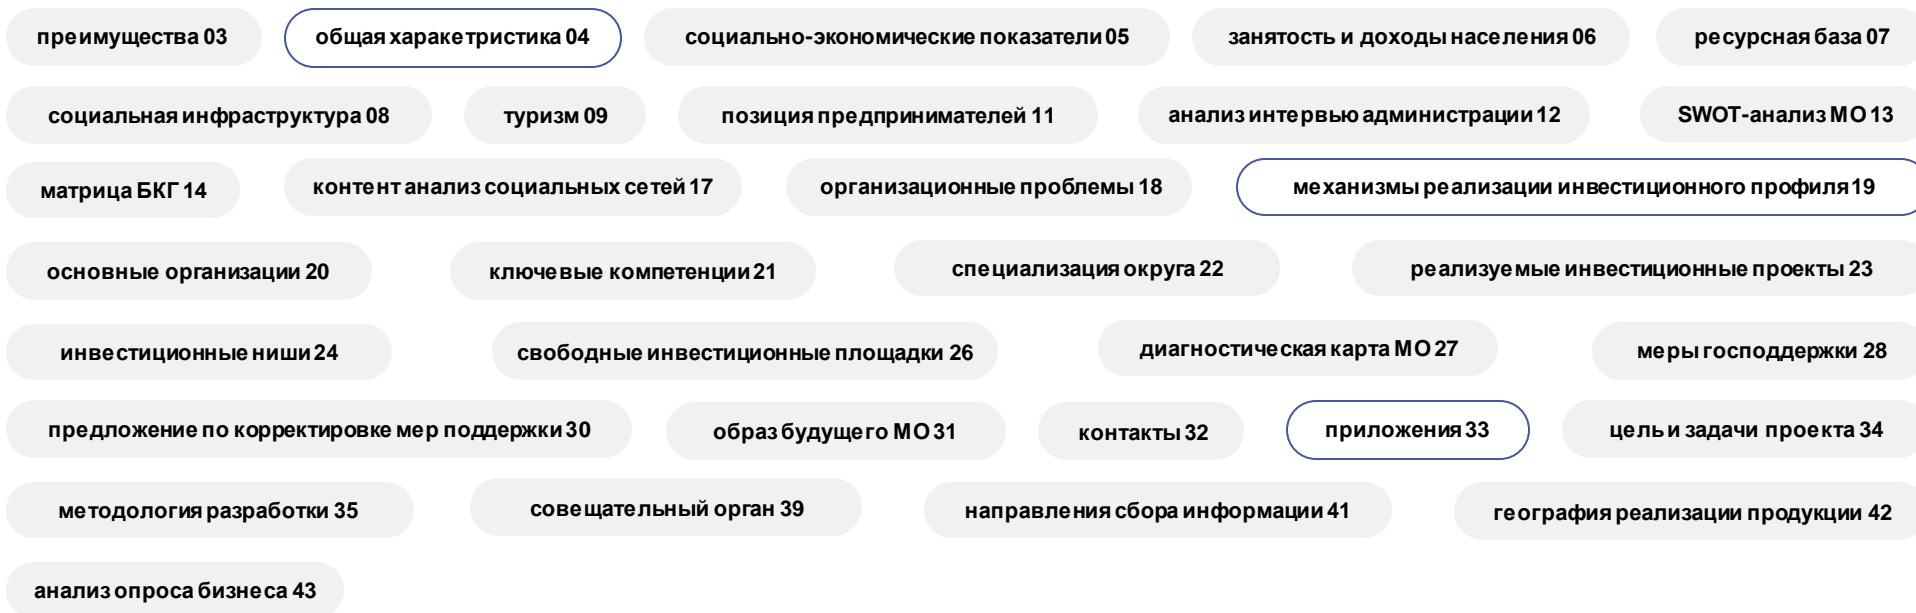 преимущества 03 общая характеристика 04 социально-экономические показатели 05 занятость и доходы населения 06 ресурсная база 07
социальная инфраструктура 08 туризм 09 позиция предпринимателей 11 анализ интервью администрации 12 SWOT-анализ МО 13
матрица БКГ 14 контент анализ социальных сетей 17 организационные проблемы 18 механизмы реализации инвестиционного профиля 19
основные организации 20 ключевые компетенции 21 специализация округа 22 реализуемые инвестиционные проекты 23
инвестиционные ниши 24 свободные инвестиционные площадки 26 диагностическая карта МО 27 меры господдержки 28
предложение по корректировке мер поддержки 30 образ будущего МО 31 контакты 32 приложения 33 цель и задачи проекта 34
методология разработки 35 совещательный орган 39 направления сбора информации 41 география реализации продукции 42
анализ опроса бизнеса 43